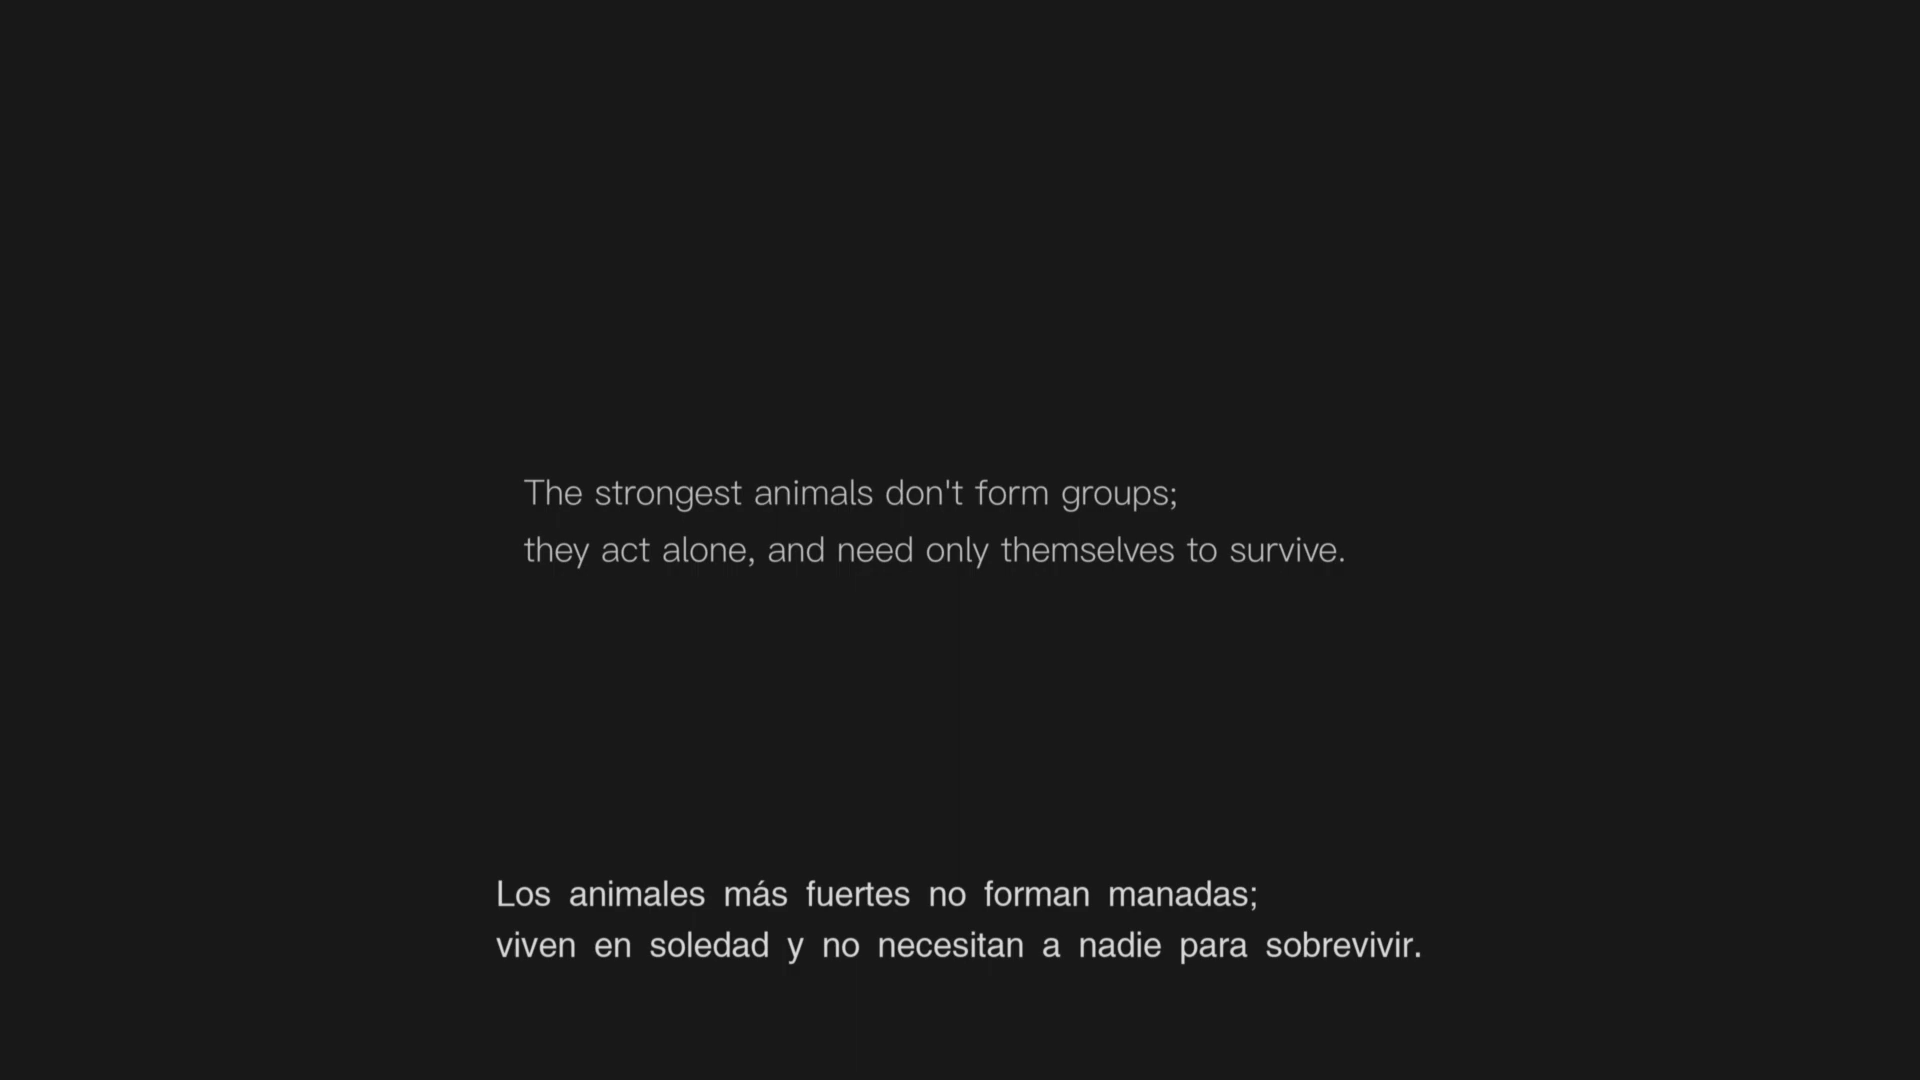 The strongest animals don't form groups;
they act alone, and need only themselves to survive.
Los animales más fuertes no forman manadas;
viven en soledad y no necesitan a nadie para sobrevivir.